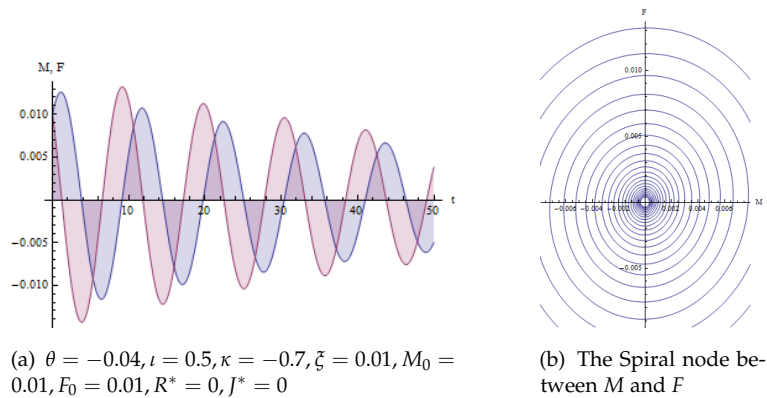 M, F
0.010
0.005
-0.005
-0.010
10
20
30
40
50
t
F
0.010
0.005
-0.005
-0.006
-0.004
-0.002
0.002
0.004
0.006
M
(a) θ = −0.04, ι = 0.5, κ = −0.7, ξ = 0.01, M₀ =
0.01, F₀ = 0.01, R* = 0, J* = 0
(b) The Spiral node be-
tween M and F